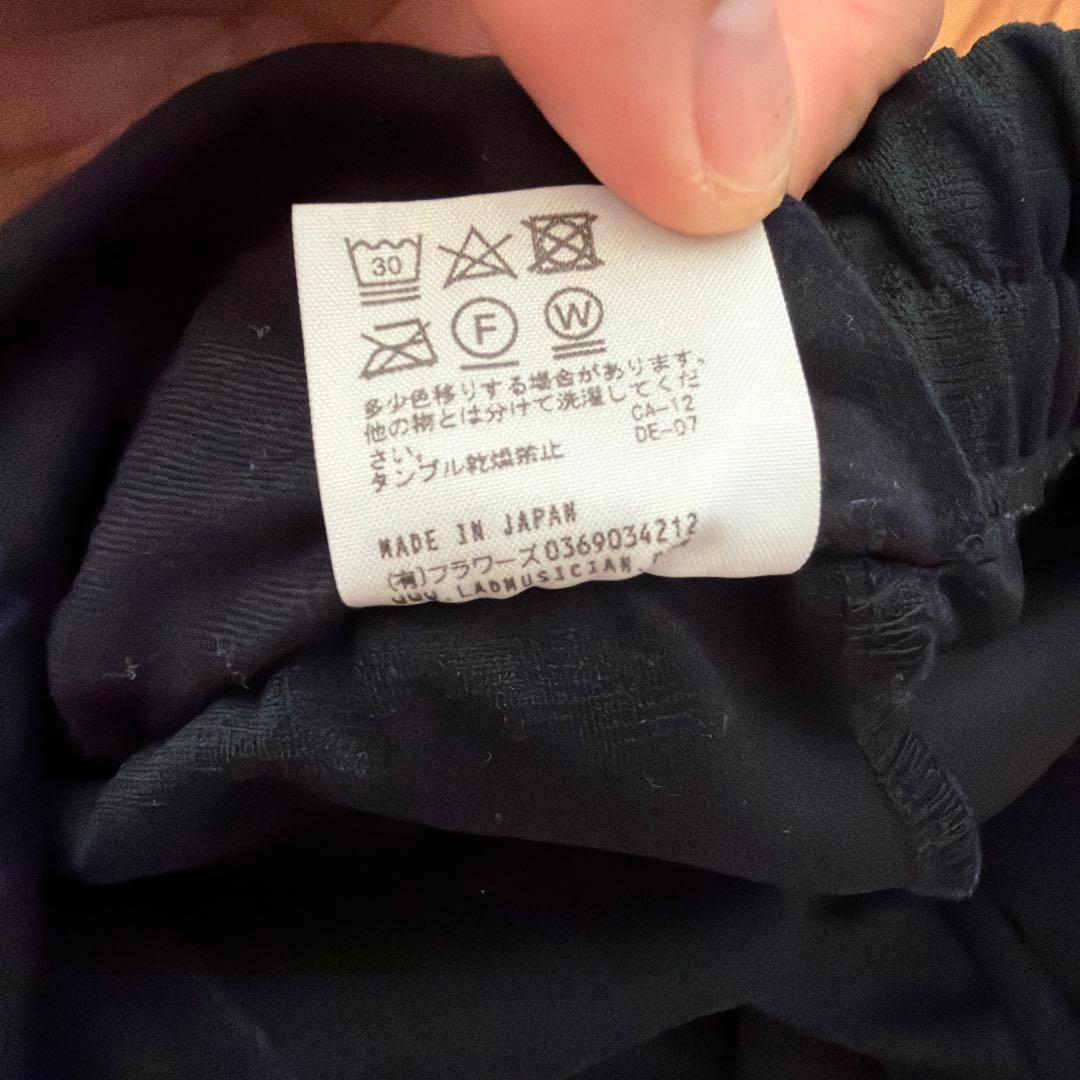 30
F W
多少色移りする場合があります。
他の物とは分けて洗濯してくだ
さい。
CA-12
DE-07
タンブル乾燥禁止
MADE IN JAPAN
(有)フラワーズ0369034212
WWW.LADMUSICIAN.